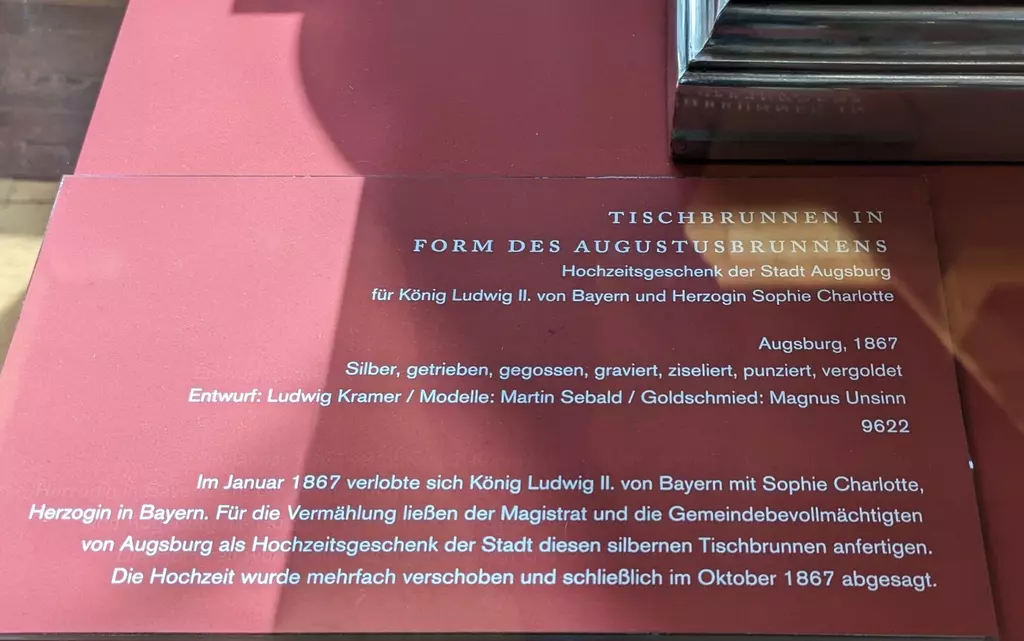 TISCHBRUNNEN IN
FORM DES AUGUSTUSBRUNNENS
Hochzeitsgeschenk der Stadt Augsburg
für König Ludwig II. von Bayern und Herzogin Sophie Charlotte
Augsburg, 1867
Silber, getrieben, gegossen, graviert, ziseliert, punziert, vergoldet
Entwurf: Ludwig Kramer / Modelle: Martin Sebald / Goldschmied: Magnus Unsinn
9622
Im Januar 1867 verlobte sich König Ludwig II. von Bayern mit Sophie Charlotte,
Herzogin in Bayern. Für die Vermählung ließen der Magistrat und die Gemeindebevollmächtigten
von Augsburg als Hochzeitsgeschenk der Stadt diesen silbernen Tischbrunnen anfertigen.
Die Hochzeit wurde mehrfach verschoben und schließlich im Oktober 1867 abgesagt.